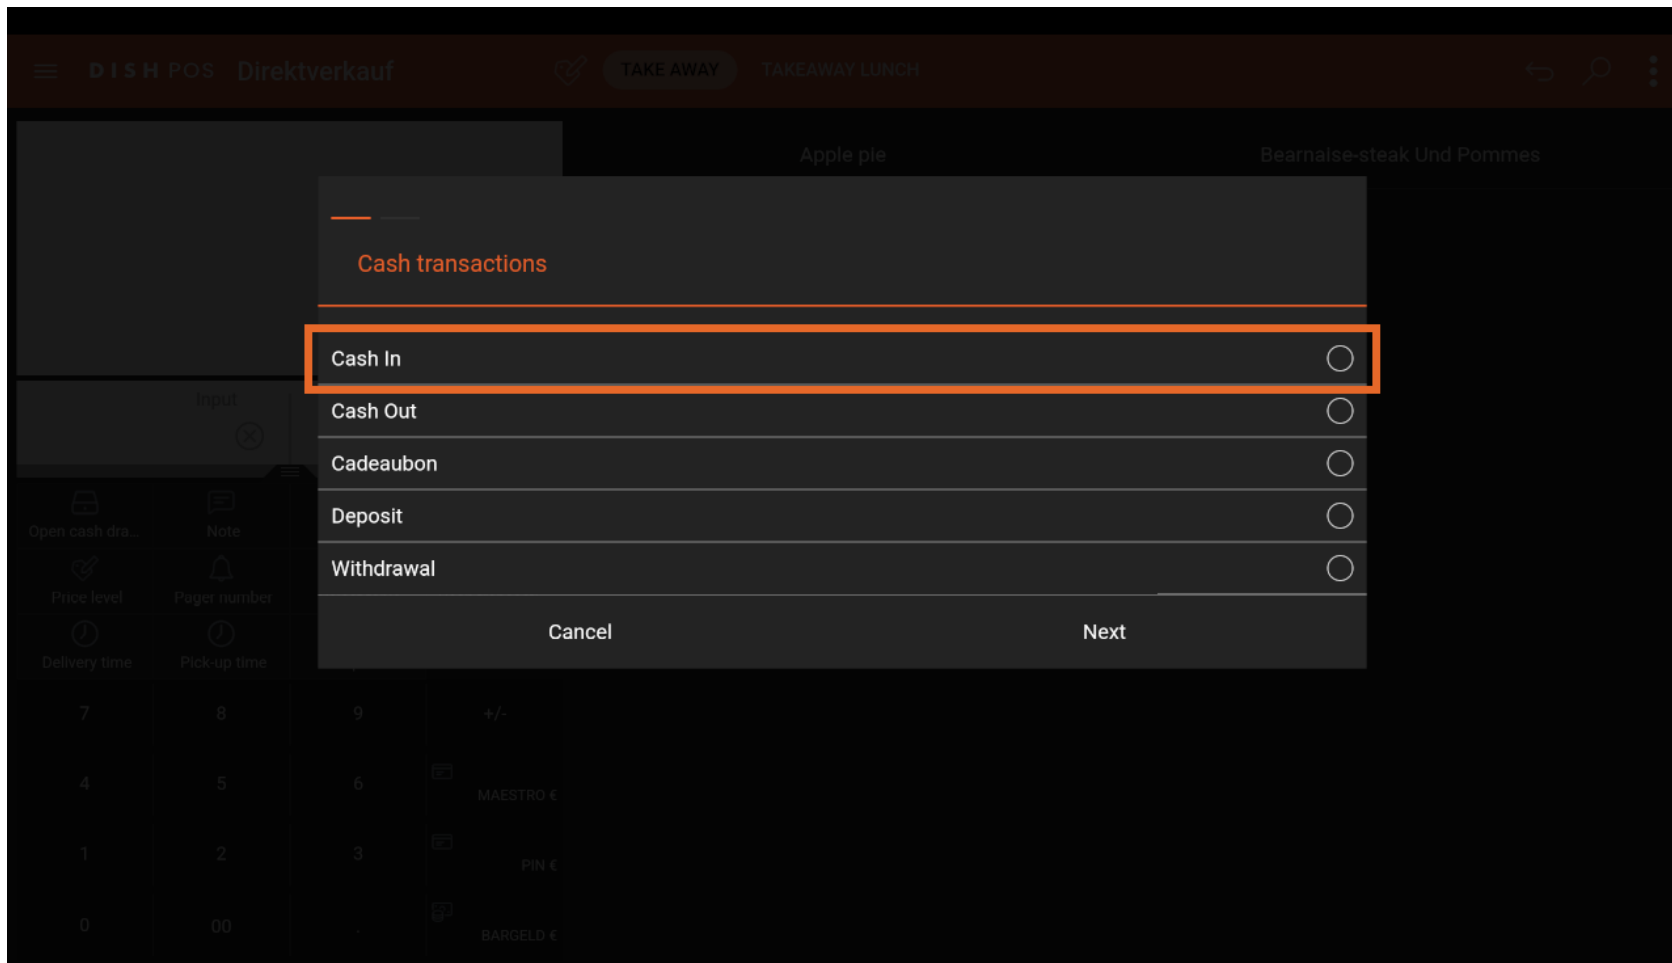 DISH POS Direktverkauf TAKE AWAY TAKEAWAY LUNCH
Apple pie Bearnaise-steak Und Pommes
Cash transactions
Cash In
Cash Out
Cadeaubon
Deposit
Withdrawal
Cancel Next
Input
Open cash dra... Note
Price level Pager number
Delivery time Pick-up time
7 8 9 +/-
4 5 6 MAESTRO €
1 2 3 PIN €
0 00 . BARGELD €